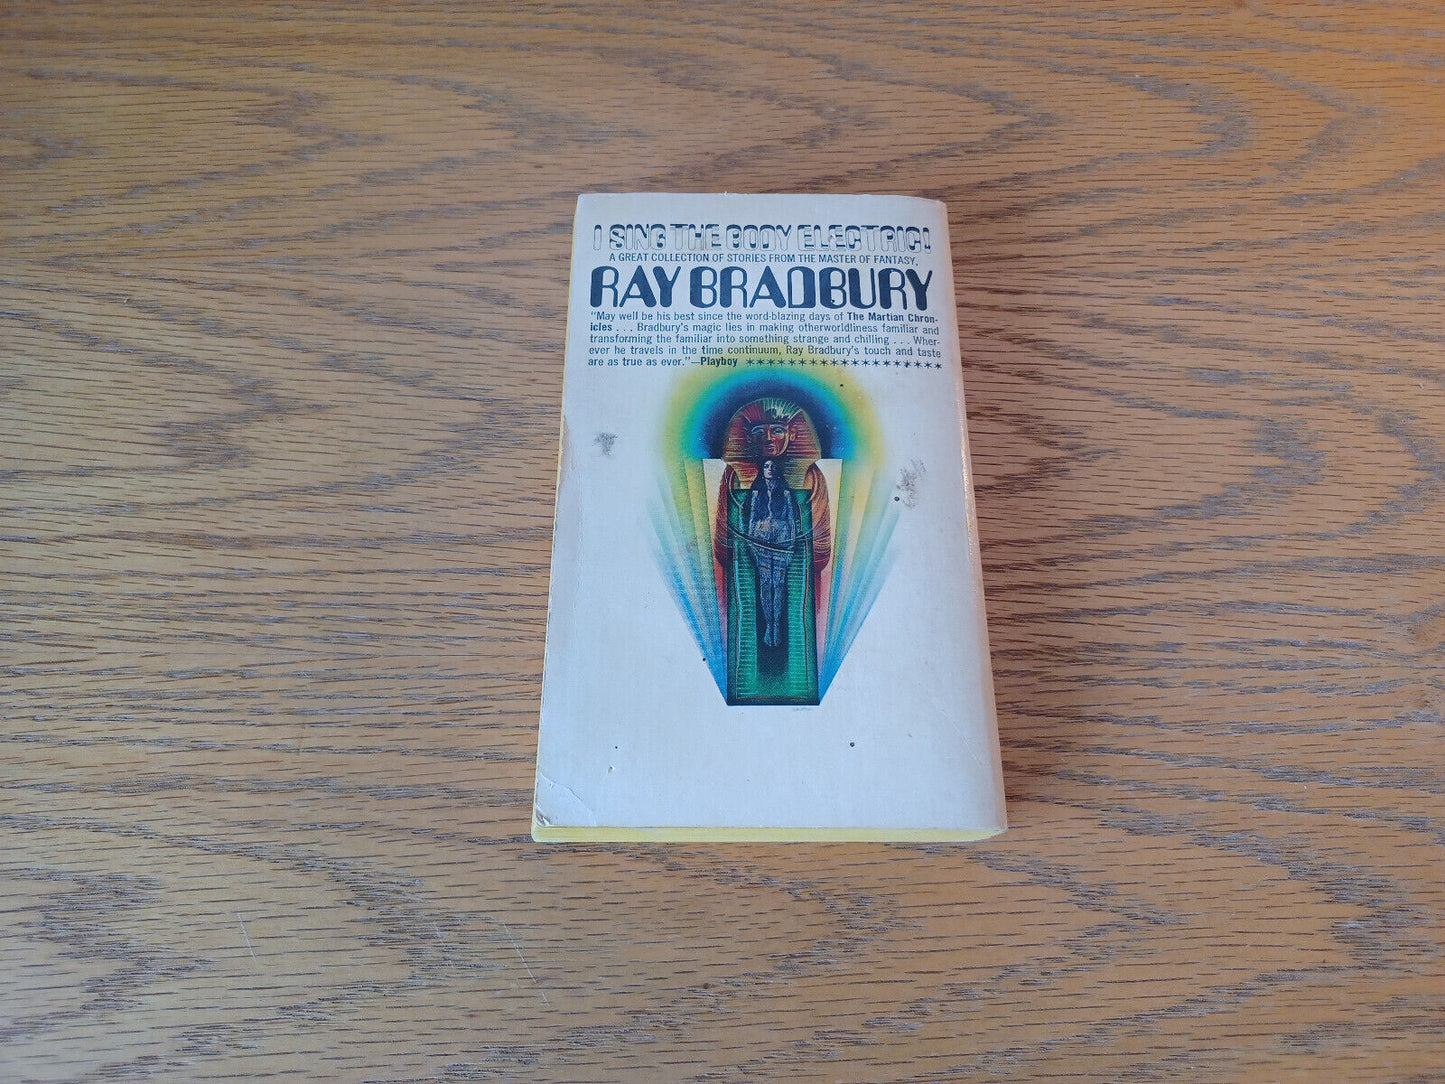 I SING THE BODY ELECTRIC!
A GREAT COLLECTION OF STORIES FROM THE MASTER OF FANTASY.
RAY BRADBURY
"May well be his best since the word-blazing days of The Martian Chron-
icles . . . Bradbury's magic lies in making otherworldliness familiar and
transforming the familiar into something strange and chilling . . . Wher-
ever he travels in the time continuum, Ray Bradbury's touch and taste
are as true as ever."—Playboy ✶✶✶✶✶✶✶✶✶✶✶✶✶✶✶✶✶✶